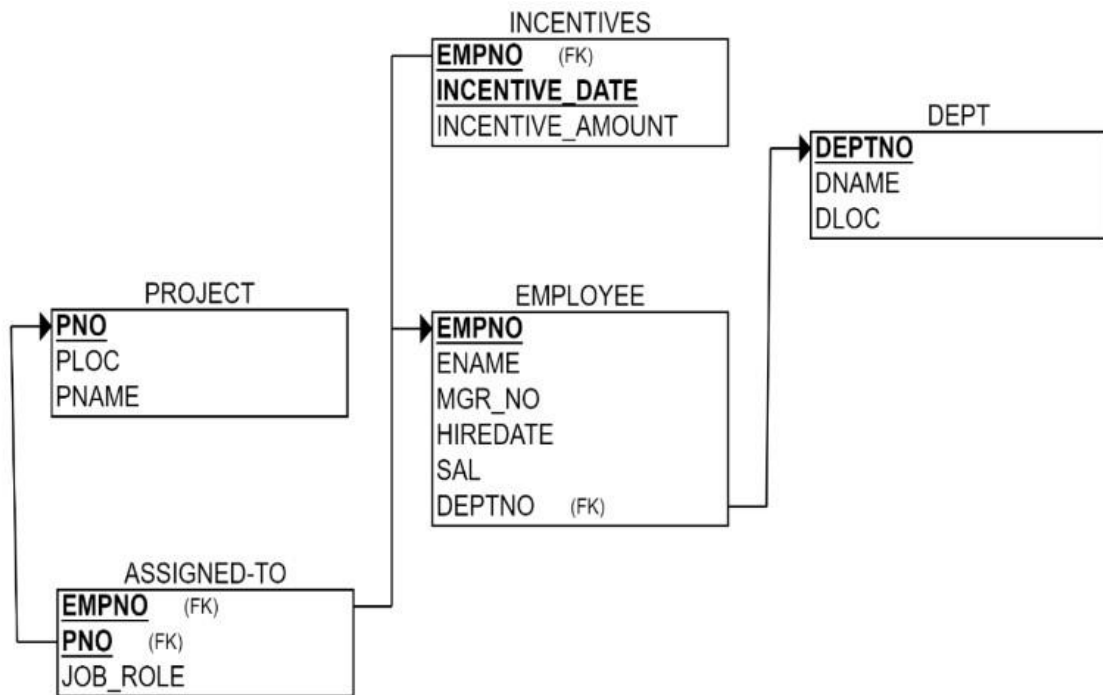 INCENTIVES
EMPNO (FK)
INCENTIVE_DATE
INCENTIVE_AMOUNT
DEPT
DEPTNO
DNAME
DLOC
PROJECT
PNO
PLOC
PNAME
EMPLOYEE
EMPNO
ENAME
MGR_NO
HIREDATE
SAL
DEPTNO (FK)
ASSIGNED-TO
EMPNO (FK)
PNO (FK)
JOB_ROLE